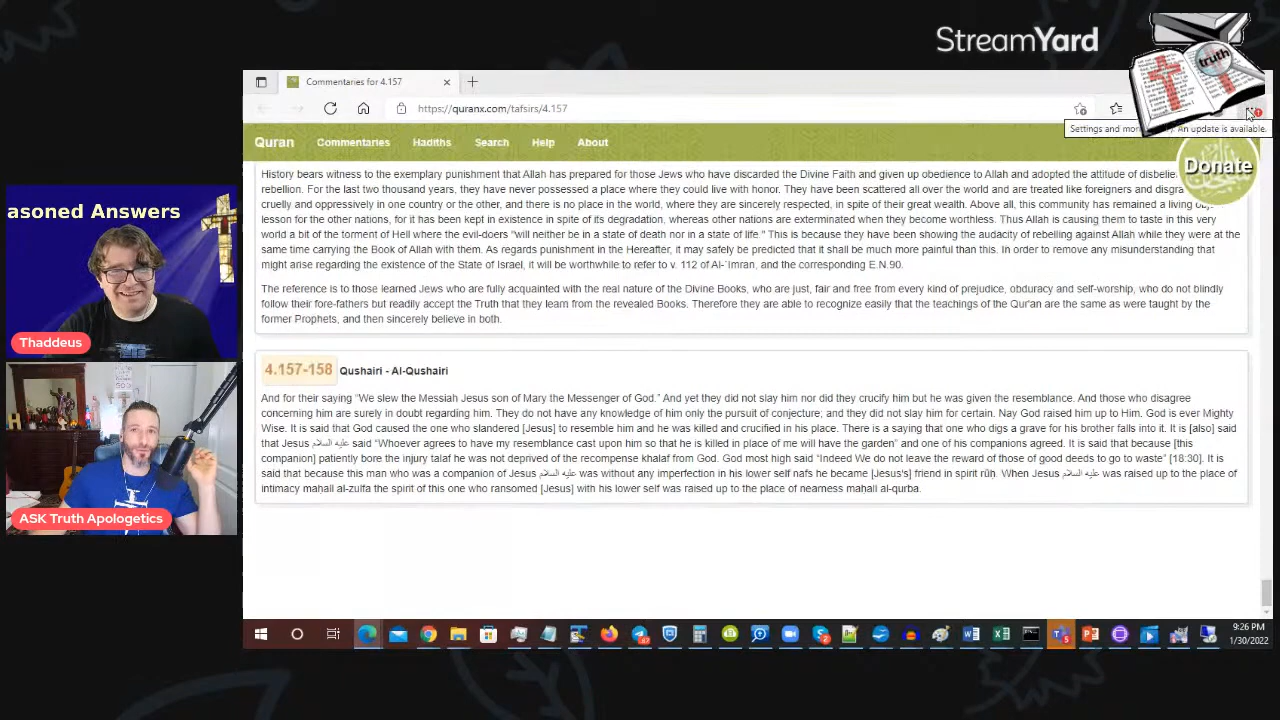 StreamYard
truth
Commentaries for 4.157
https://quranx.com/tafsirs/4.157
Settings and mor
An update is available.
Quran Commentaries Hadiths Search Help About
Donate
History bears witness to the exemplary punishment that Allah has prepared for those Jews who have discarded the Divine Faith and given up obedience to Allah and adopted the attitude of disbelie
rebellion. For the last two thousand years, they have never possessed a place where they could live with honor. They have been scattered all over the world and are treated like foreigners and disgra
cruelly and oppressively in one country or the other, and there is no place in the world, where they are sincerely respected, in spite of their great wealth. Above all, this community has remained a living obje
lesson for the other nations, for it has been kept in existence in spite of its degradation, whereas other nations are exterminated when they become worthless. Thus Allah is causing them to taste in this very
world a bit of the torment of Hell where the evil-doers "will neither be in a state of death nor in a state of life." This is because they have been showing the audacity of rebelling against Allah while they were at the
same time carrying the Book of Allah with them. As regards punishment in the Hereafter, it may safely be predicted that it shall be much more painful than this. In order to remove any misunderstanding that
might arise regarding the existence of the State of Israel, it will be worthwhile to refer to v. 112 of Al-'Imran, and the corresponding E.N.90.
The reference is to those learned Jews who are fully acquainted with the real nature of the Divine Books, who are just, fair and free from every kind of prejudice, obduracy and self-worship, who do not blindly
follow their fore-fathers but readily accept the Truth that they learn from the revealed Books. Therefore they are able to recognize easily that the teachings of the Qur'an are the same as were taught by the
former Prophets, and then sincerely believe in both.
4.157-158 Qushairi - Al-Qushairi
And for their saying “We slew the Messiah Jesus son of Mary the Messenger of God.” And yet they did not slay him nor did they crucify him but he was given the resemblance. And those who disagree
concerning him are surely in doubt regarding him. They do not have any knowledge of him only the pursuit of conjecture; and they did not slay him for certain. Nay God raised him up to Him. God is ever Mighty
Wise. It is said that God caused the one who slandered [Jesus] to resemble him and he was killed and crucified in his place. There is a saying that one who digs a grave for his brother falls into it. It is [also] said
that Jesus عليه السلام said “Whoever agrees to have my resemblance cast upon him so that he is killed in place of me will have the garden” and one of his companions agreed. It is said that because [this
companion] patiently bore the injury talaf he was not deprived of the recompense khalaf from God. God most high said “Indeed We do not leave the reward of those of good deeds to go to waste” [18:30]. It is
said that because this man who was a companion of Jesus عليه السلام was without any imperfection in his lower self nafs he became [Jesus's] friend in spirit rūḥ. When Jesus عليه السلام was raised up to the place of
intimacy maḥall al-zulfa the spirit of this one who ransomed [Jesus] with his lower self was raised up to the place of nearness maḥall al-qurba.
asoned Answers
Thaddeus
ASK Truth Apologetics
9:26 PM
1/30/2022